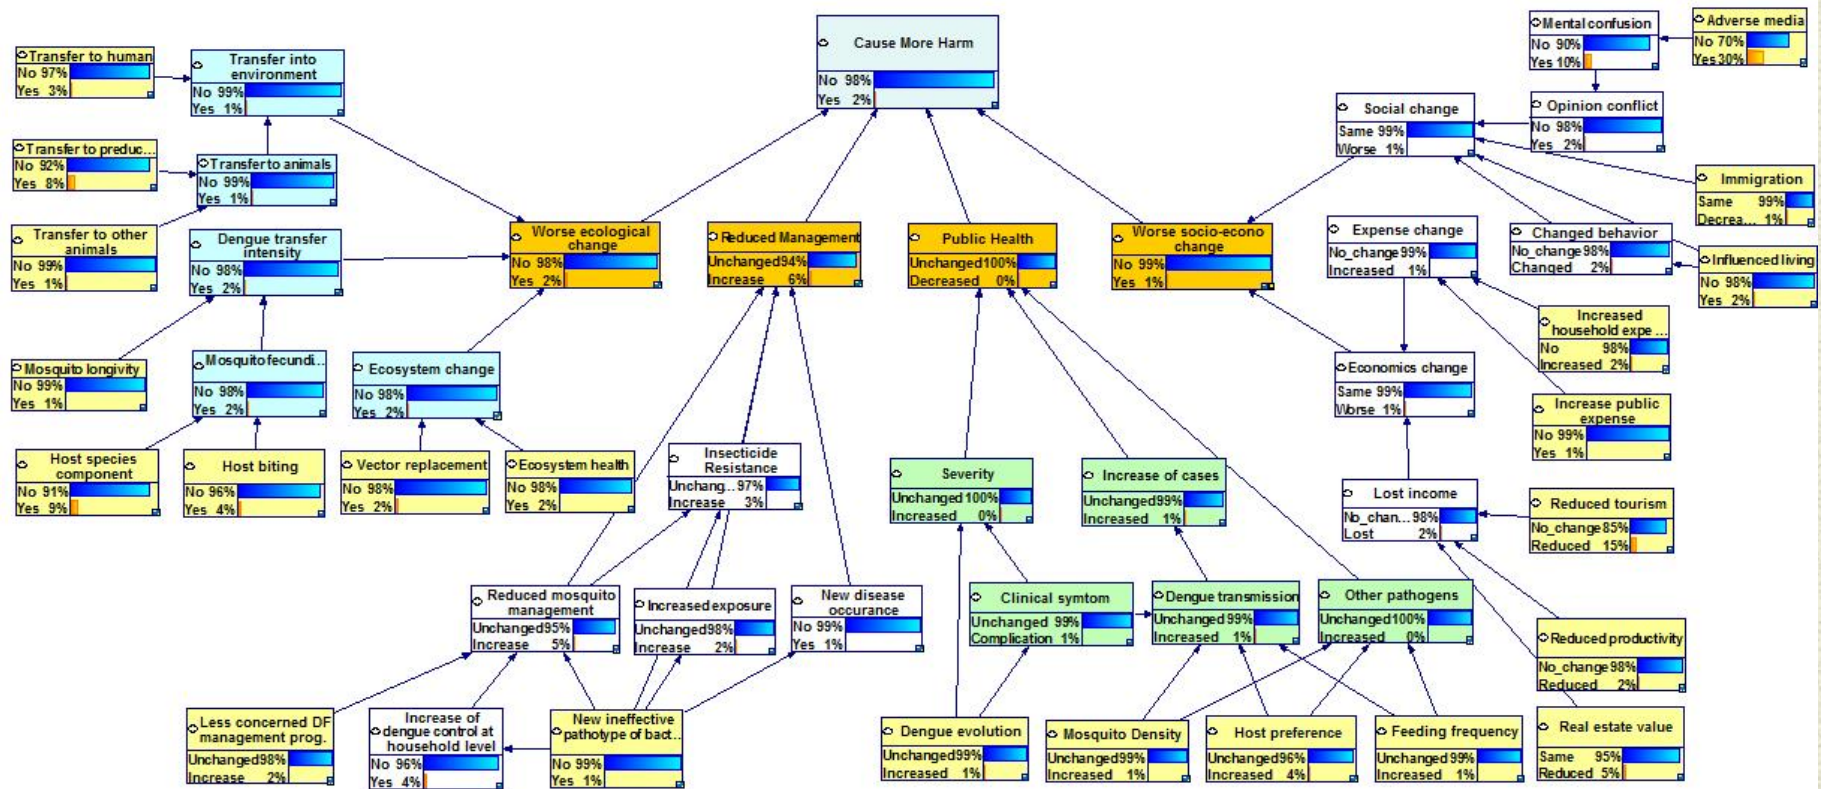 Cause More Harm
No 98%
Yes 2%
Mental confusion
No 90%
Yes 10%
Adverse media
No 70%
Yes 30%
Transfer to human
No 97%
Yes 3%
Transfer into
environment
No 99%
Yes 1%
Social change
Same 99%
Worse 1%
Opinion conflict
No 98%
Yes 2%
Transfer to preduc...
No 92%
Yes 8%
Transfer to animals
No 99%
Yes 1%
Immigration
Same 99%
Decrea... 1%
Transfer to other
animals
No 99%
Yes 1%
Dengue transfer
intensity
No 98%
Yes 2%
Worse ecological
change
No 98%
Yes 2%
Reduced Management
Unchanged 94%
Increase 6%
Public Health
Unchanged 100%
Decreased 0%
Worse socio-econo
change
No 99%
Yes 1%
Expense change
No_change 99%
Increased 1%
Changed behavior
No_change 98%
Changed 2%
Influenced living
No 98%
Yes 2%
Increased
household expe ...
No 98%
Increased 2%
Mosquito longivity
No 99%
Yes 1%
Mosquito fecundi...
No 98%
Yes 2%
Ecosystem change
No 98%
Yes 2%
Economics change
Same 99%
Worse 1%
Increase public
expense
No 99%
Yes 1%
Host species
component
No 91%
Yes 9%
Host biting
No 96%
Yes 4%
Vector replacement
No 98%
Yes 2%
Ecosystem health
No 98%
Yes 2%
Insecticide
Resistance
Unchang... 97%
Increase 3%
Severity
Unchanged 100%
Increased 0%
Increase of cases
Unchanged 99%
Increased 1%
Lost income
No_chan... 98%
Lost 2%
Reduced tourism
No_change 85%
Reduced 15%
Reduced mosquito
management
Unchanged 95%
Increase 5%
Increased exposure
Unchanged 98%
Increase 2%
New disease
occurance
No 99%
Yes 1%
Clinical symtom
Unchanged 99%
Complication 1%
Dengue transmission
Unchanged 99%
Increased 1%
Other pathogens
Unchanged 100%
Increased 0%
Reduced productivity
No_change 98%
Reduced 2%
Less concerned DF
management prog.
Unchanged 98%
Increase 2%
Increase of
dengue control at
household level
No 96%
Yes 4%
New ineffective
pathotype of bact...
No 99%
Yes 1%
Dengue evolution
Unchanged 99%
Increased 1%
Mosquito Density
Unchanged 99%
Increased 1%
Host preference
Unchanged 96%
Increased 4%
Feeding frequency
Unchanged 99%
Increased 1%
Real estate value
Same 95%
Reduced 5%